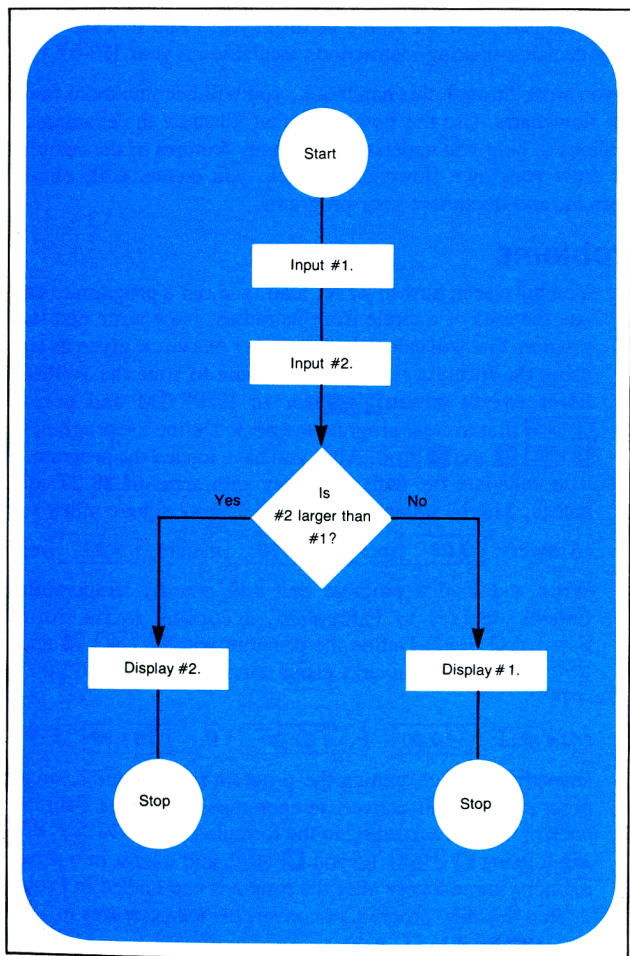 Start
Input #1.
Input #2.
Is
#2 larger than
#1?
Yes
No
Display #2.
Display #1.
Stop
Stop